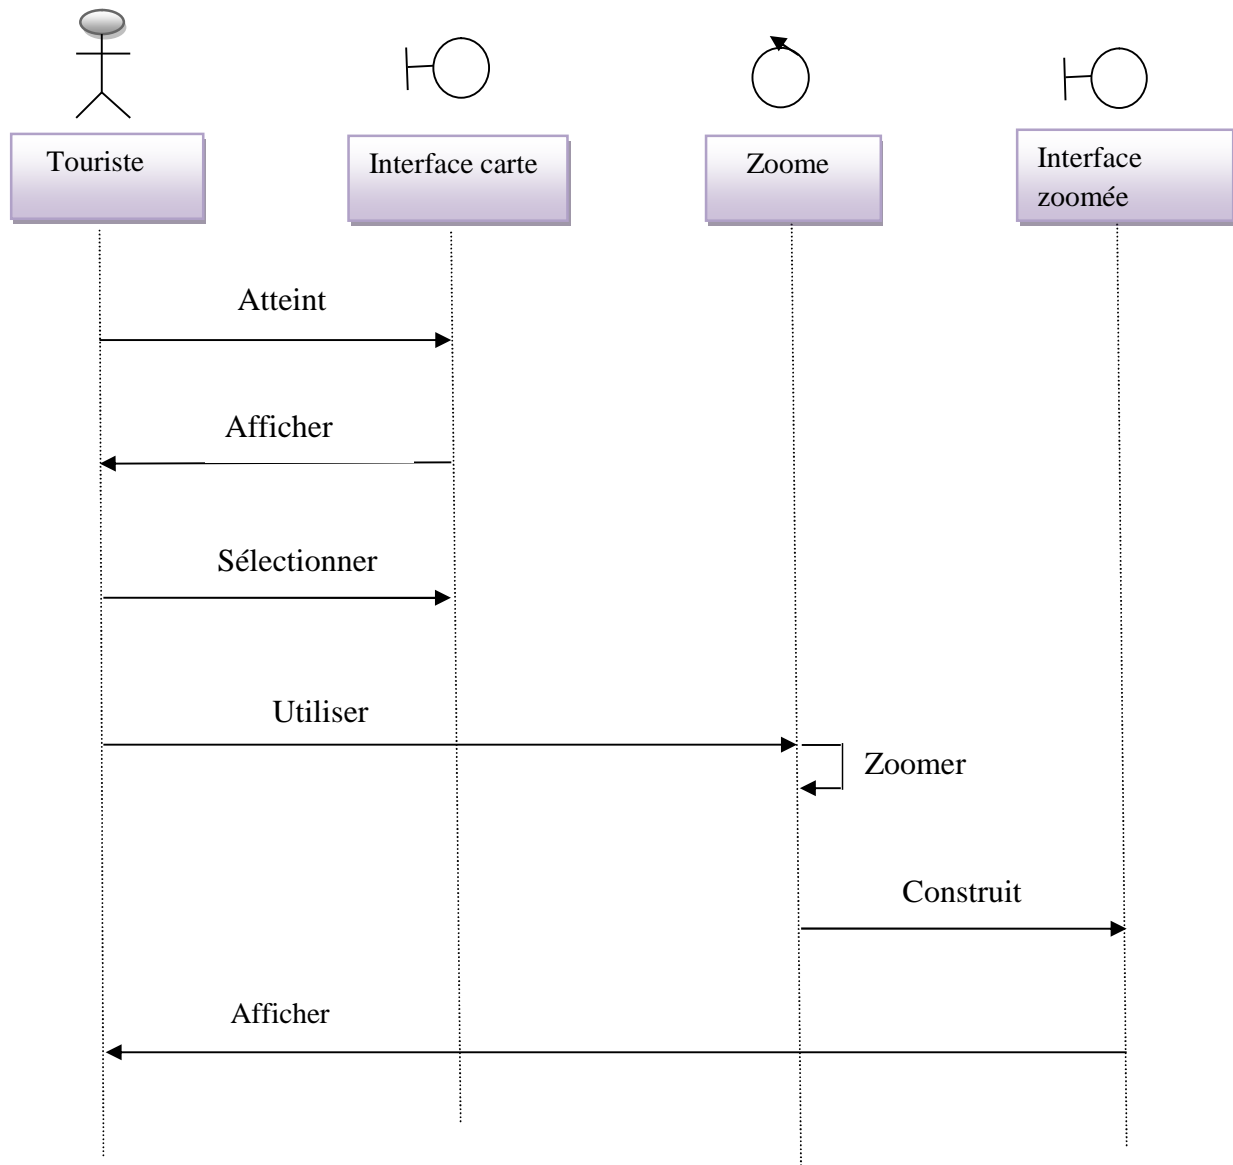 Touriste
Interface carte
Zoome
Interface
zoomée
Atteint
Afficher
Sélectionner
Utiliser
Zoomer
Construit
Afficher